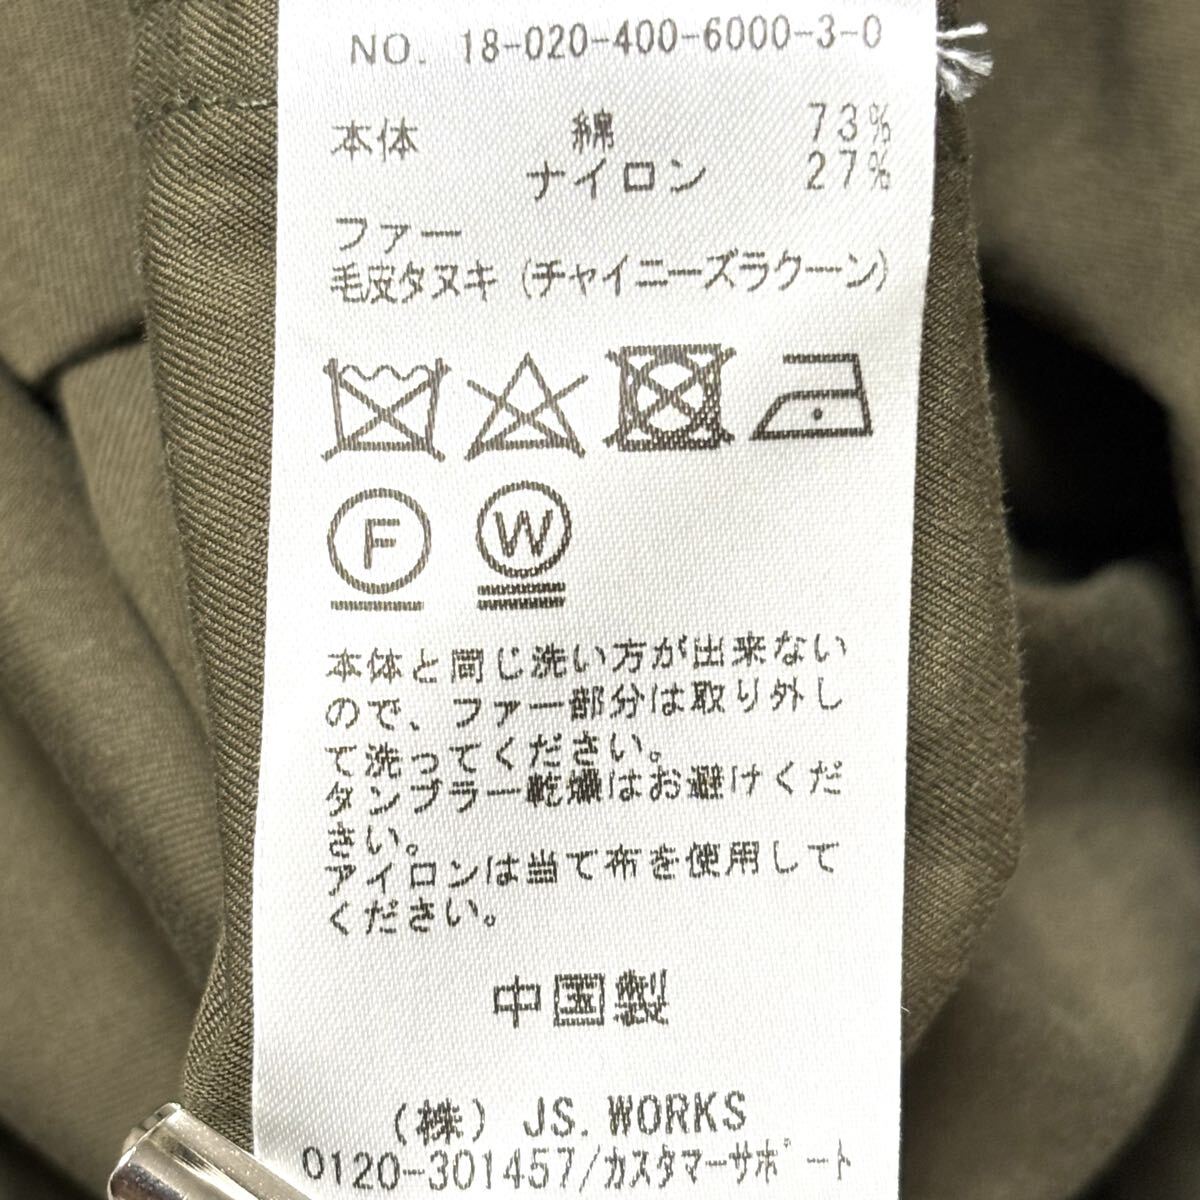 NO. 18-020-400-6000-3-0
本体 綿 73%
ナイロン 27%
ファー
毛皮タヌキ (チャイニーズラクーン)
F W
本体と同じ洗い方が出来ない
ので、ファー部分は取り外し
て洗ってください。
タンブラー乾燥はお避けくだ
さい。
アイロンは当て布を使用して
ください。
中国製
(株) JS. WORKS
0120-301457/カスタマーサポート